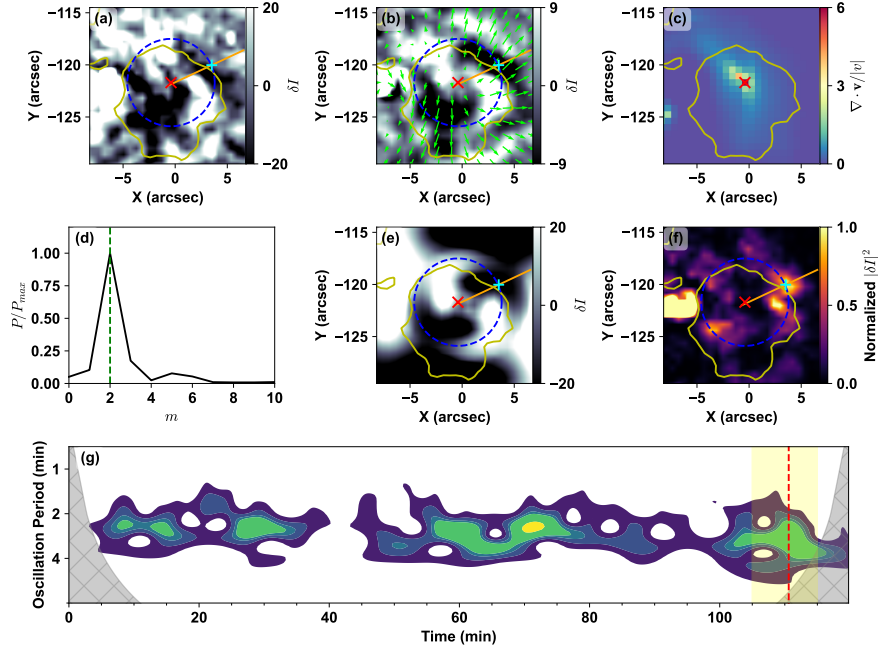 (a)
Y (arcsec)
−115
−120
−125
−5
0
5
X (arcsec)
20
0
−20
δI
(b)
Y (arcsec)
−115
−120
−125
−5
0
5
X (arcsec)
9
0
−9
δI
(c)
Y (arcsec)
−115
−120
−125
−5
0
5
X (arcsec)
6
3
0
∇ · v/|v|
(d)
P/Pmax
1.00
0.75
0.50
0.25
0.00
0 2 4 6 8 10
m
(e)
Y (arcsec)
−115
−120
−125
−5
0
5
X (arcsec)
20
0
−20
δI
(f)
Y (arcsec)
−115
−120
−125
−5
0
5
X (arcsec)
1.0
0.5
0.0
Normalized |δI|²
(g)
Oscillation Period (min)
1
2
4
0 20 40 60 80 100
Time (min)